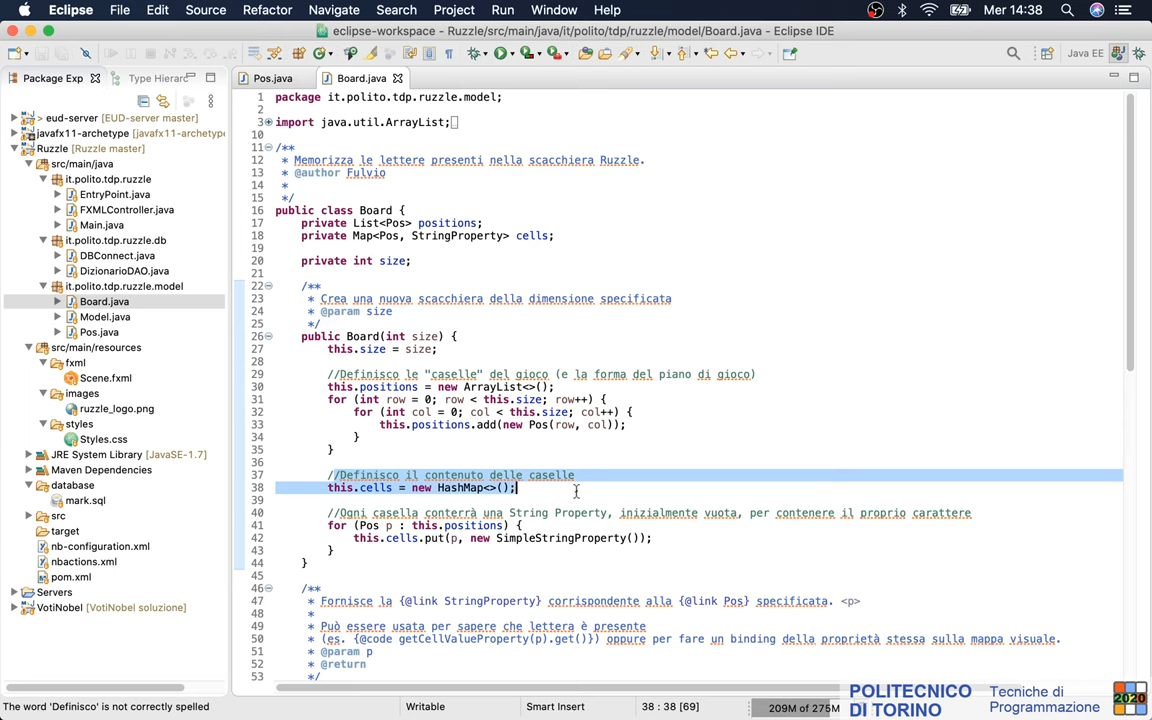 Eclipse File Edit Source Refactor Navigate Search Project Run Window Help Mer 14:38
eclipse-workspace - Ruzzle/src/main/java/it/polito/tdp/ruzzle/model/Board.java - Eclipse IDE
Java EE
Package Exp Type Hierarc Pos.java Board.java
> eud-server [EUD-server master]
javafx11-archetype [javafx11-archetype
Ruzzle [Ruzzle master]
src/main/java
it.polito.tdp.ruzzle
EntryPoint.java
FXMLController.java
Main.java
it.polito.tdp.ruzzle.db
DBConnect.java
DizionarioDAO.java
it.polito.tdp.ruzzle.model
Board.java
Model.java
Pos.java
src/main/resources
fxml
Scene.fxml
images
ruzzle_logo.png
styles
Styles.css
JRE System Library [JavaSE-1.7]
Maven Dependencies
database
mark.sql
src
target
nb-configuration.xml
nbactions.xml
pom.xml
Servers
VotiNobel [VotiNobel soluzione]
1 package it.polito.tdp.ruzzle.model;
2
3 import java.util.ArrayList;
10
11 /**
12 * Memorizza le lettere presenti nella scacchiera Ruzzle.
13 * @author Fulvio
14 *
15 */
16 public class Board {
17 private List<Pos> positions;
18 private Map<Pos, StringProperty> cells;
19
20 private int size;
21
22 /**
23 * Crea una nuova scacchiera della dimensione specificata
24 * @param size
25 */
26 public Board(int size) {
27 this.size = size;
28
29 //Definisco le "caselle" del gioco (e la forma del piano di gioco)
30 this.positions = new ArrayList<>();
31 for (int row = 0; row < this.size; row++) {
32 for (int col = 0; col < this.size; col++) {
33 this.positions.add(new Pos(row, col));
34 }
35 }
36
37 //Definisco il contenuto delle caselle
38 this.cells = new HashMap<>();
39
40 //Ogni casella conterrà una String Property, inizialmente vuota, per contenere il proprio carattere
41 for (Pos p : this.positions) {
42 this.cells.put(p, new SimpleStringProperty());
43 }
44 }
45
46 /**
47 * Fornisce la {@link StringProperty} corrispondente alla {@link Pos} specificata. <p>
48 *
49 * Può essere usata per sapere che lettera è presente
50 * (es. {@code getCellValueProperty(p).get()}) oppure per fare un binding della proprietà stessa sulla mappa visuale.
51 * @param p
52 * @return
53 */
The word 'Definisco' is not correctly spelled Writable Smart Insert 38 : 38 [69] 209M of 275M
POLITECNICO
DI TORINO
Tecniche di
Programmazione
2020